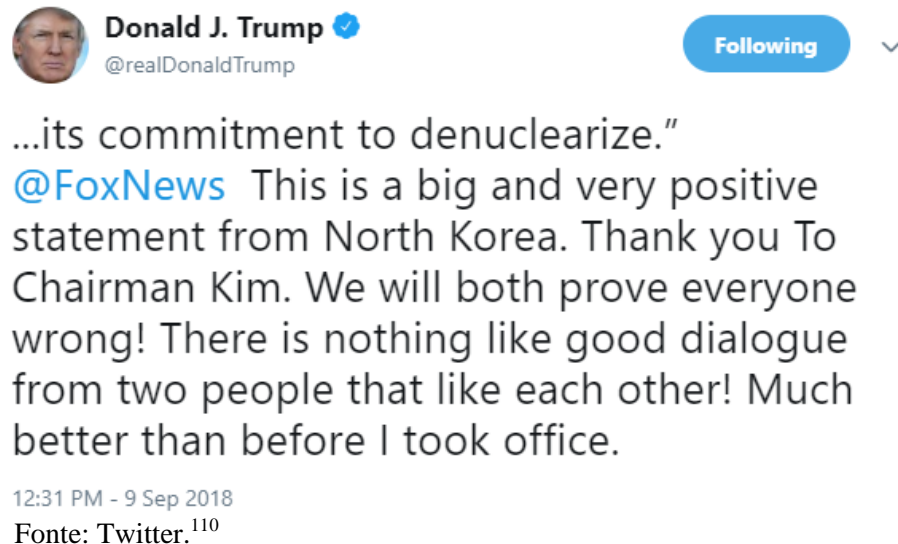 Donald J. Trump
@realDonaldTrump
Following
...its commitment to denuclearize.”
@FoxNews This is a big and very positive
statement from North Korea. Thank you To
Chairman Kim. We will both prove everyone
wrong! There is nothing like good dialogue
from two people that like each other! Much
better than before I took office.
12:31 PM - 9 Sep 2018
Fonte: Twitter.110